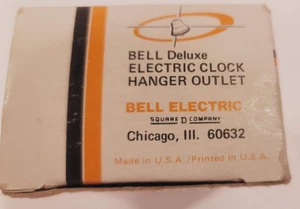 BELL Deluxe
ELECTRIC CLOCK
HANGER OUTLET
BELL ELECTRIC
SQUARE D COMPANY
Chicago, Ill. 60632
Made in U.S.A./Printed in U.S.A.